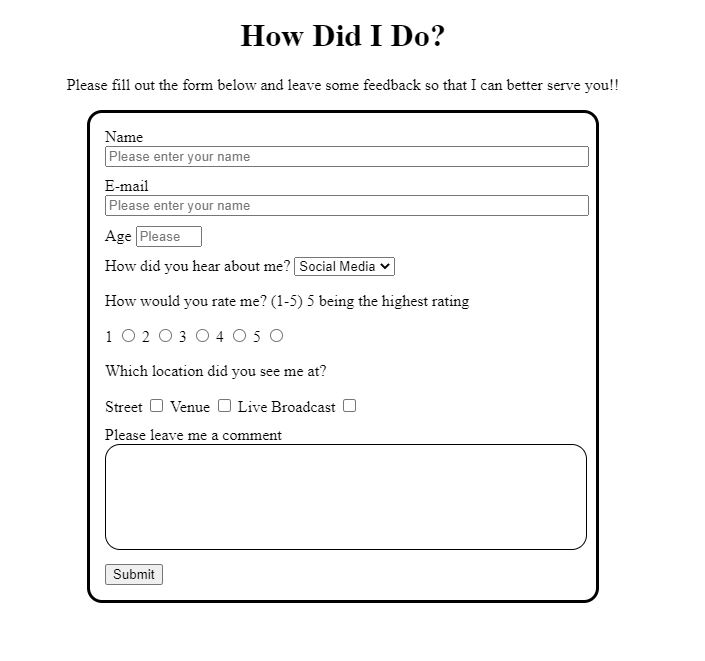 How Did I Do?
Please fill out the form below and leave some feedback so that I can better serve you!!
Name
Please enter your name
E-mail
Please enter your name
Age Please
How did you hear about me? Social Media
How would you rate me? (1-5) 5 being the highest rating
1 2 3 4 5
Which location did you see me at?
Street Venue Live Broadcast
Please leave me a comment
Submit